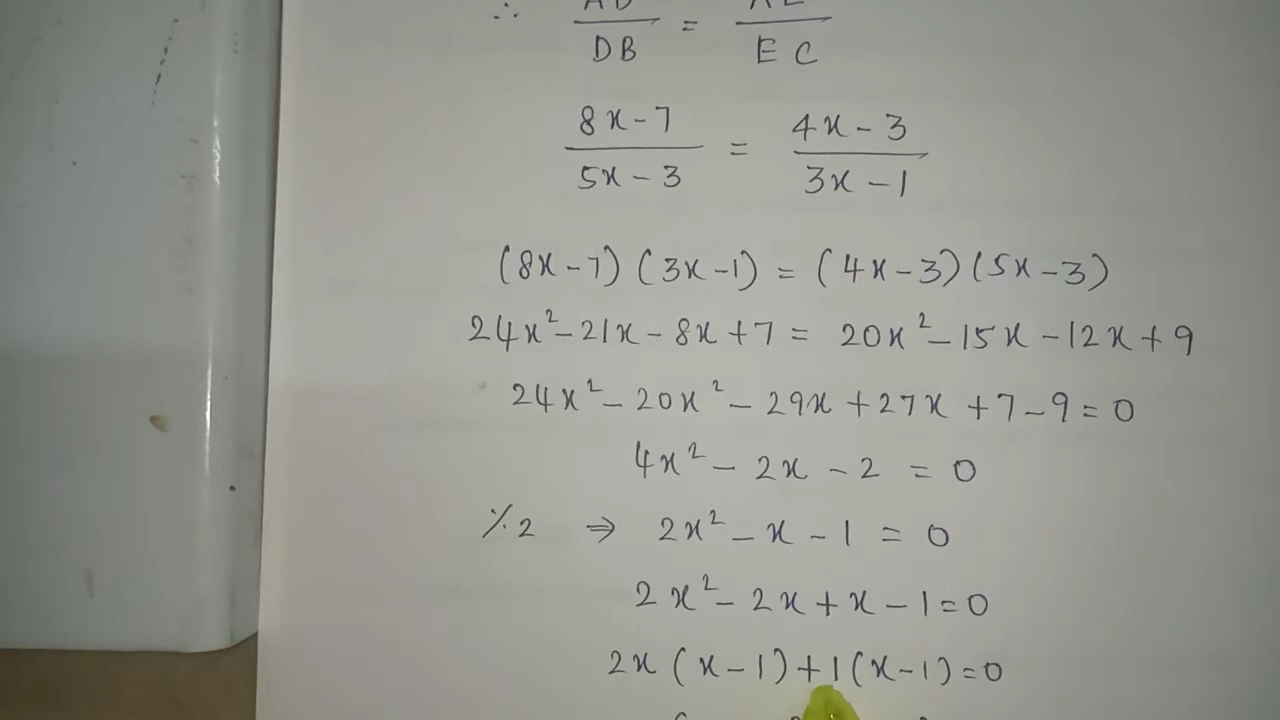 ∴ AD/DB = AE/EC
8x-7/5x-3 = 4x-3/3x-1
(8x-7)(3x-1) = (4x-3)(5x-3)
24x²-21x-8x+7 = 20x²-15x-12x+9
24x²-20x²-29x+27x+7-9=0
4x²-2x-2 = 0
٪2 ⇒ 2x²-x-1 = 0
2x²-2x+x-1=0
2x(x-1)+1(x-1)=0